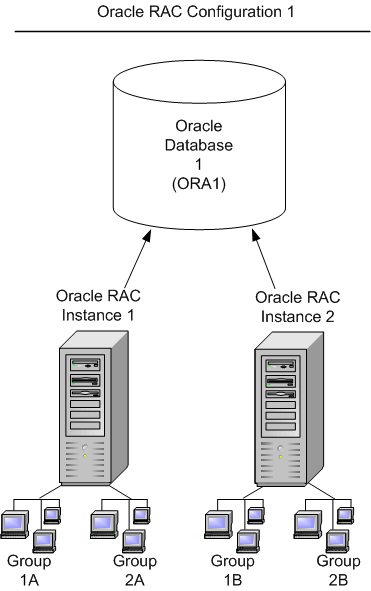 Oracle RAC Configuration 1
Oracle
Database
1
(ORA1)
Oracle RAC
Instance 1
Oracle RAC
Instance 2
Group
1A
Group
2A
Group
1B
Group
2B